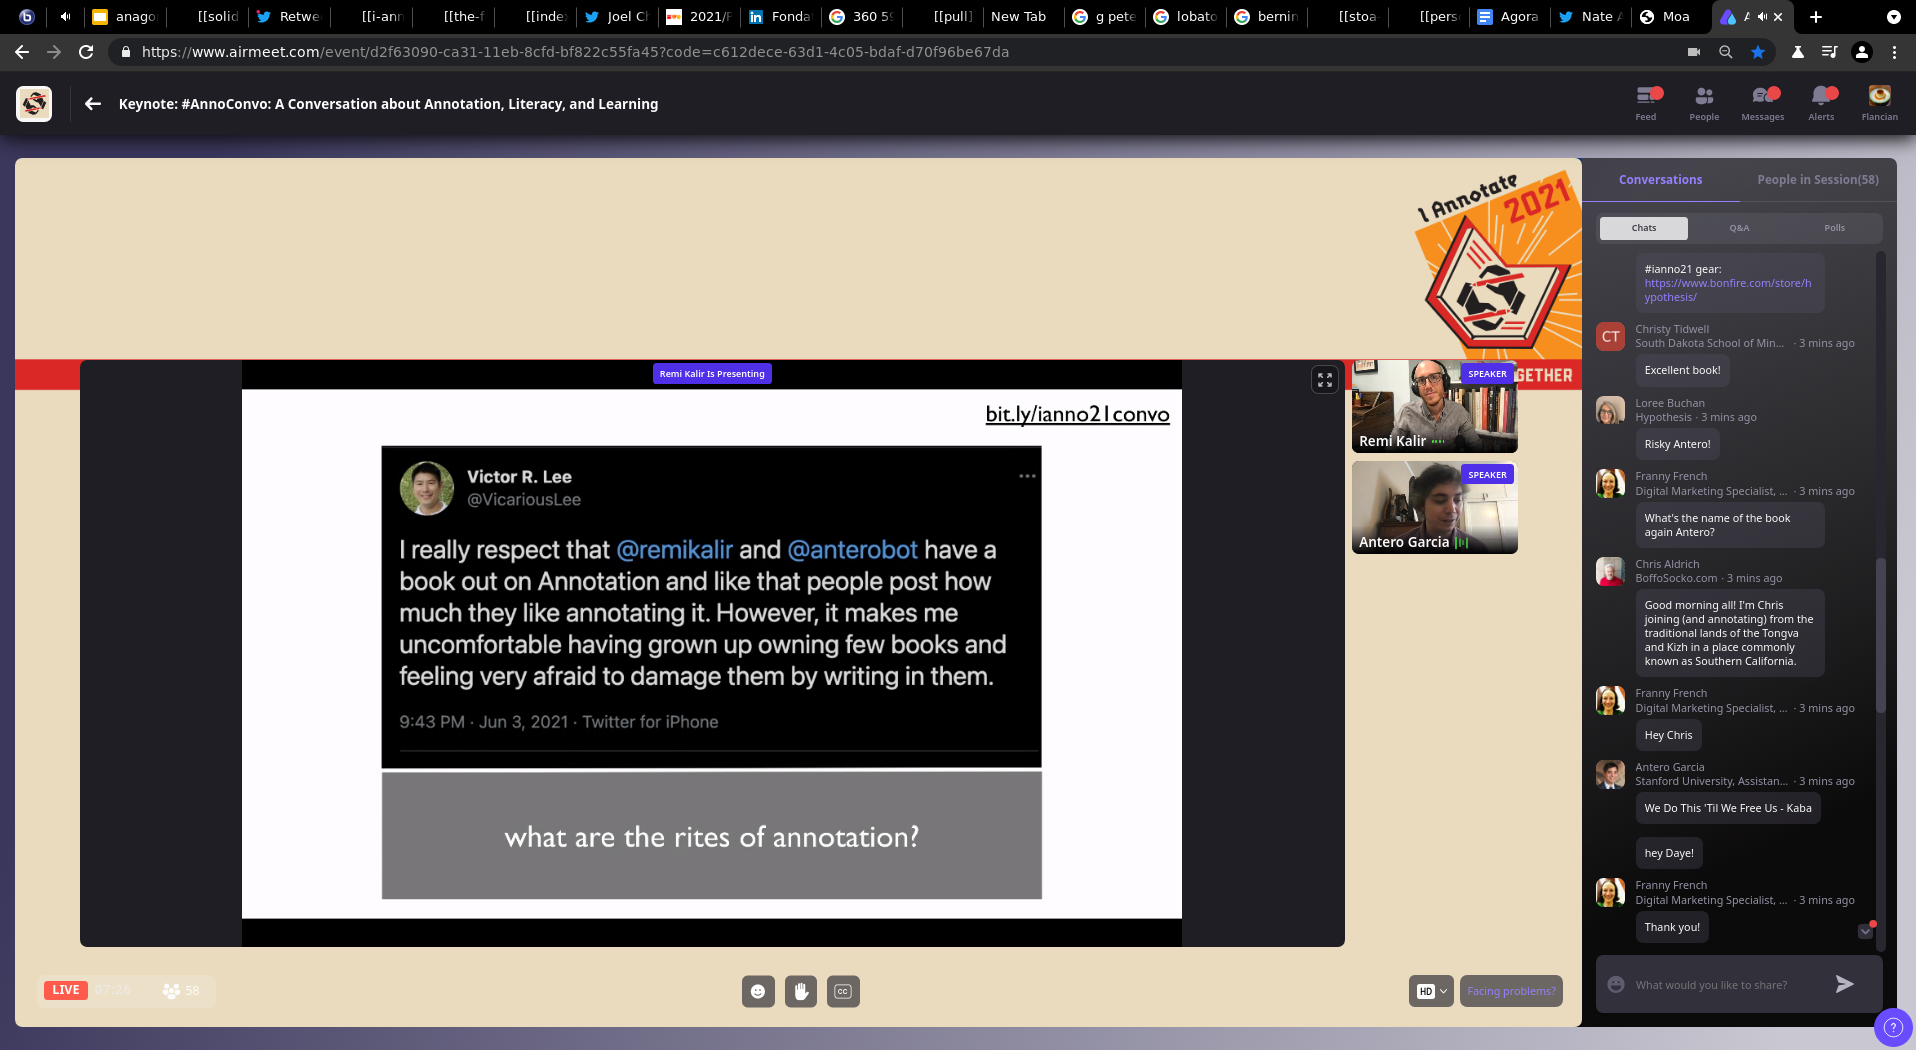 anago
[[solid
Retwe
[[i-ann
[[the-f
[[inde
Joel C
2021/
Fonda
360 5
[[pull]
New Tab
g pete
lobato
bernin
[[stoa
[[pers
Agora
Nate
Moa
https://www.airmeet.com/event/d2f63090-ca31-11eb-8cfd-bf822c55fa45?code=c612dece-63d1-4c05-bdaf-d70f96be67da
Keynote: #AnnoConvo: A Conversation about Annotation, Literacy, and Learning
Feed
People
Messages
Alerts
Flancian
I Annotate
2021
GETHER
Remi Kalir Is Presenting
bit.ly/ianno21convo
Victor R. Lee
@VicariousLee
I really respect that @remikalir and @anterobot have a
book out on Annotation and like that people post how
much they like annotating it. However, it makes me
uncomfortable having grown up owning few books and
feeling very afraid to damage them by writing in them.
9:43 PM · Jun 3, 2021 · Twitter for iPhone
what are the rites of annotation?
SPEAKER
Remi Kalir
SPEAKER
Antero Garcia
LIVE
07:26
58
CC
HD
Facing problems?
Conversations
People in Session(58)
Chats
Q&A
Polls
#ianno21 gear:
https://www.bonfire.com/store/h
ypothesis/
CT
Christy Tidwell
South Dakota School of Min... · 3 mins ago
Excellent book!
Loree Buchan
Hypothesis · 3 mins ago
Risky Antero!
Franny French
Digital Marketing Specialist, ... · 3 mins ago
What's the name of the book
again Antero?
Chris Aldrich
BoffoSocko.com · 3 mins ago
Good morning all! I'm Chris
joining (and annotating) from the
traditional lands of the Tongva
and Kizh in a place commonly
known as Southern California.
Franny French
Digital Marketing Specialist, ... · 3 mins ago
Hey Chris
Antero Garcia
Stanford University, Assistan... · 3 mins ago
We Do This 'Til We Free Us - Kaba
hey Daye!
Franny French
Digital Marketing Specialist, ... · 3 mins ago
Thank you!
What would you like to share?